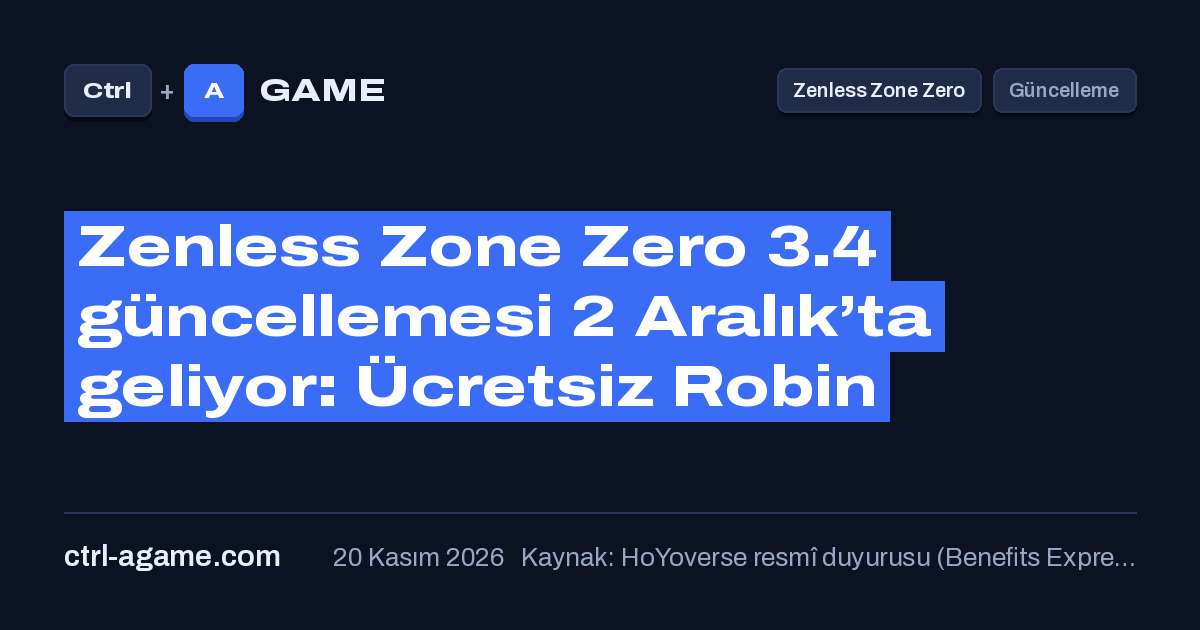 Ctrl + A GAME
Zenless Zone Zero Güncelleme
Zenless Zone Zero 3.4
güncellemesi 2 Aralık’ta
geliyor: Ücretsiz Robin
ctrl-agame.com 20 Kasım 2026 Kaynak: HoYoverse resmî duyurusu (Benefits Expre…